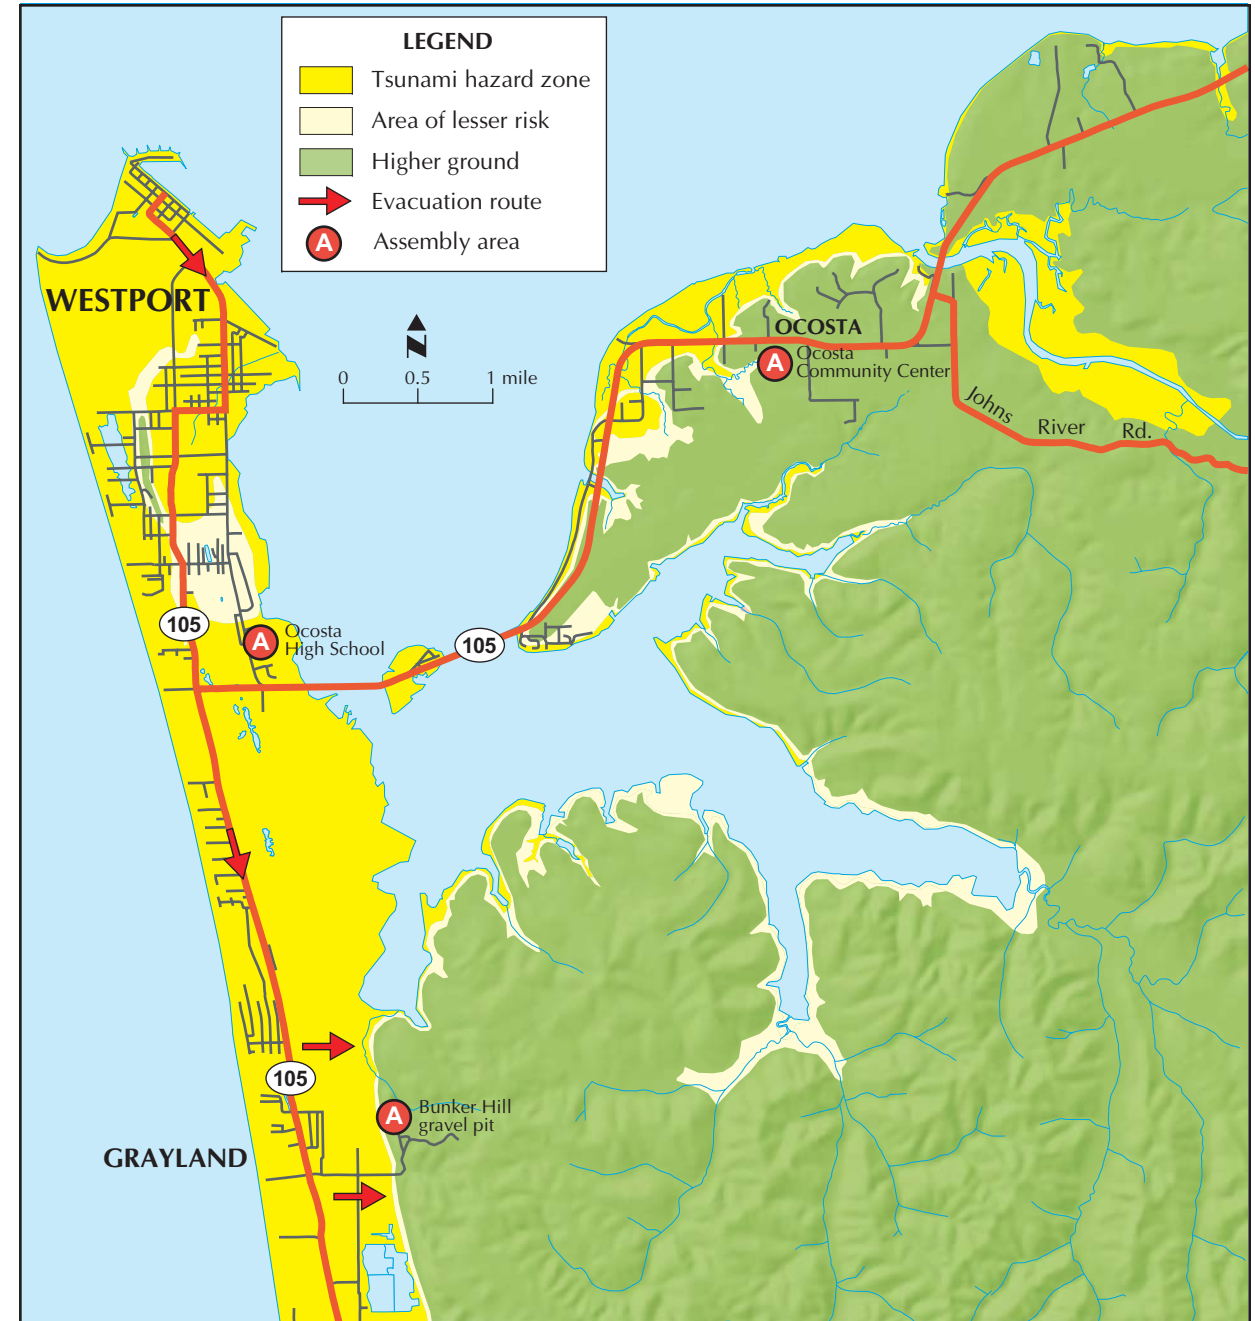 LEGEND
Tsunami hazard zone
Area of lesser risk
Higher ground
Evacuation route
A Assembly area
WESTPORT
N
0 0.5 1 mile
OCOSTA
A Ocosta
Community Center
Johns River Rd.
105
A Ocosta
High School
105
105
A Bunker Hill
gravel pit
GRAYLAND